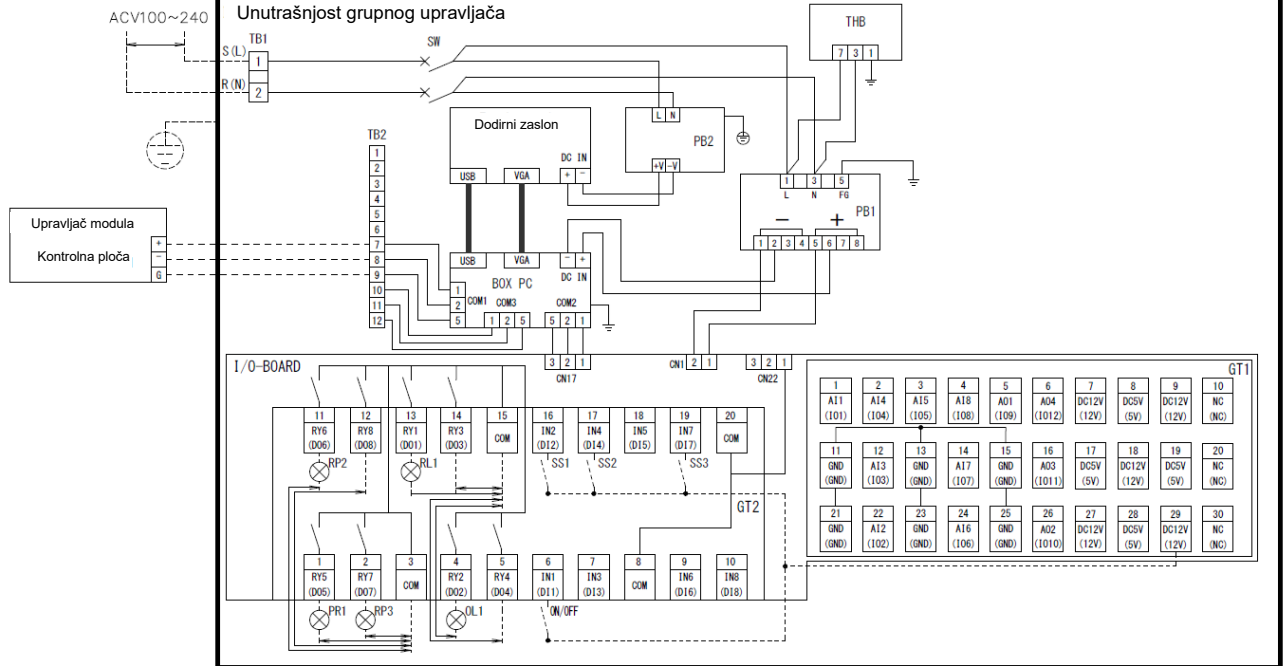 ACV100~240
Unutrašnjost grupnog upravljača
S(L)
TB1
1
R(N)
2
SW
THB
7 3 1
L N
PB2
+V -V
Dodirni zaslon
DC IN
USB VGA + -
TB2
1
2
3
4
5
6
7
8
9
10
11
12
1 3 5
L N FG
PB1
- +
1 2 3 4 5 6 7 8
Upravljač modula
Kontrolna ploča
+
-
G
USB VGA - +
DC IN
BOX PC
1
2
5
COM1 COM3 COM2
1 2 5 5 2 1
I/O-BOARD
3 2 1
CN17
CN1 2 1
3 2 1
CN22
GT1
11 12 13 14 15 16 17 18 19 20
RY6 RY8 RY1 RY3 COM IN2 IN4 IN5 IN7 COM
(DO6) (DO8) (DO1) (DO3) (DI2) (DI4) (DI5) (DI7)
RP2 RL1 SS1 SS2 SS3
GT2
1 2 3 4 5 6 7 8 9 10
RY5 RY7 COM RY2 RY4 IN1 IN3 COM IN6 IN8
(DO5) (DO7) (DO2) (DO4) (DI1) (DI3) (DI6) (DI8)
PR1 RP3 OL1 ON/OFF
1 2 3 4 5 6 7 8 9 10
AI1 AI4 AI5 AI8 AO1 AO4 DC12V DC5V DC12V NC
(IO1) (IO4) (IO5) (IO8) (IO9) (IO12) (12V) (5V) (12V) (NC)
11 12 13 14 15 16 17 18 19 20
GND AI3 GND AI7 GND AO3 DC5V DC12V DC5V NC
(GND) (IO3) (GND) (IO7) (GND) (IO11) (5V) (12V) (5V) (NC)
21 22 23 24 25 26 27 28 29 30
GND AI2 GND AI6 GND AO2 DC12V DC5V DC12V NC
(GND) (IO2) (GND) (IO6) (GND) (IO10) (12V) (5V) (12V) (NC)